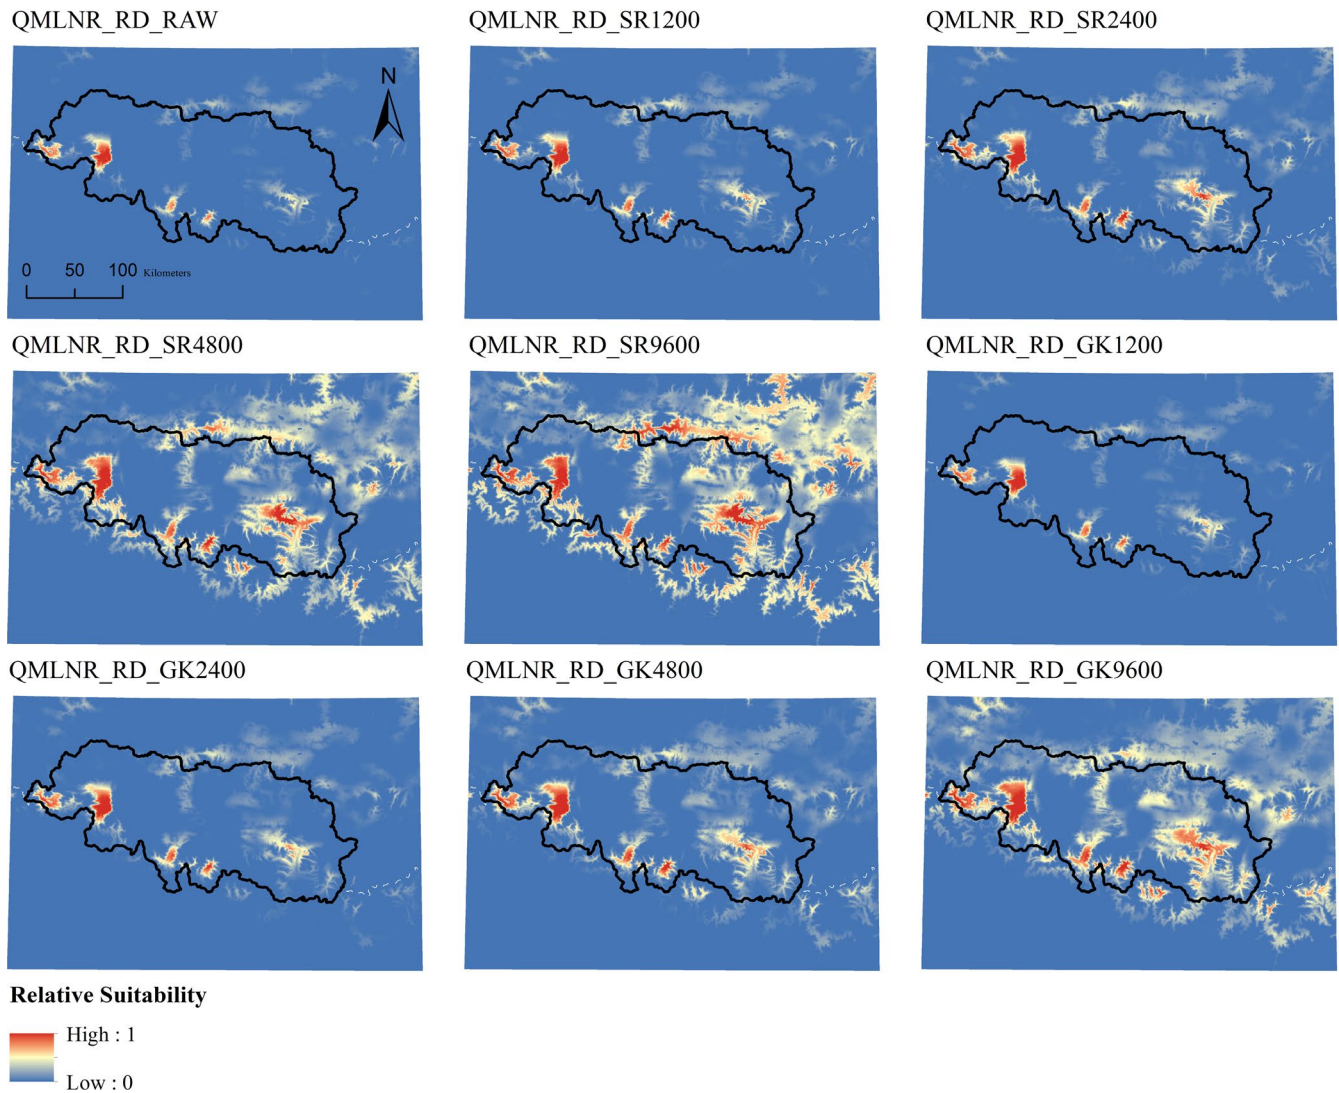 QMLNR_RD_RAW
QMLNR_RD_SR1200
QMLNR_RD_SR2400
N
0 50 100 Kilometers
QMLNR_RD_SR4800
QMLNR_RD_SR9600
QMLNR_RD_GK1200
QMLNR_RD_GK2400
QMLNR_RD_GK4800
QMLNR_RD_GK9600
Relative Suitability
High : 1
Low : 0